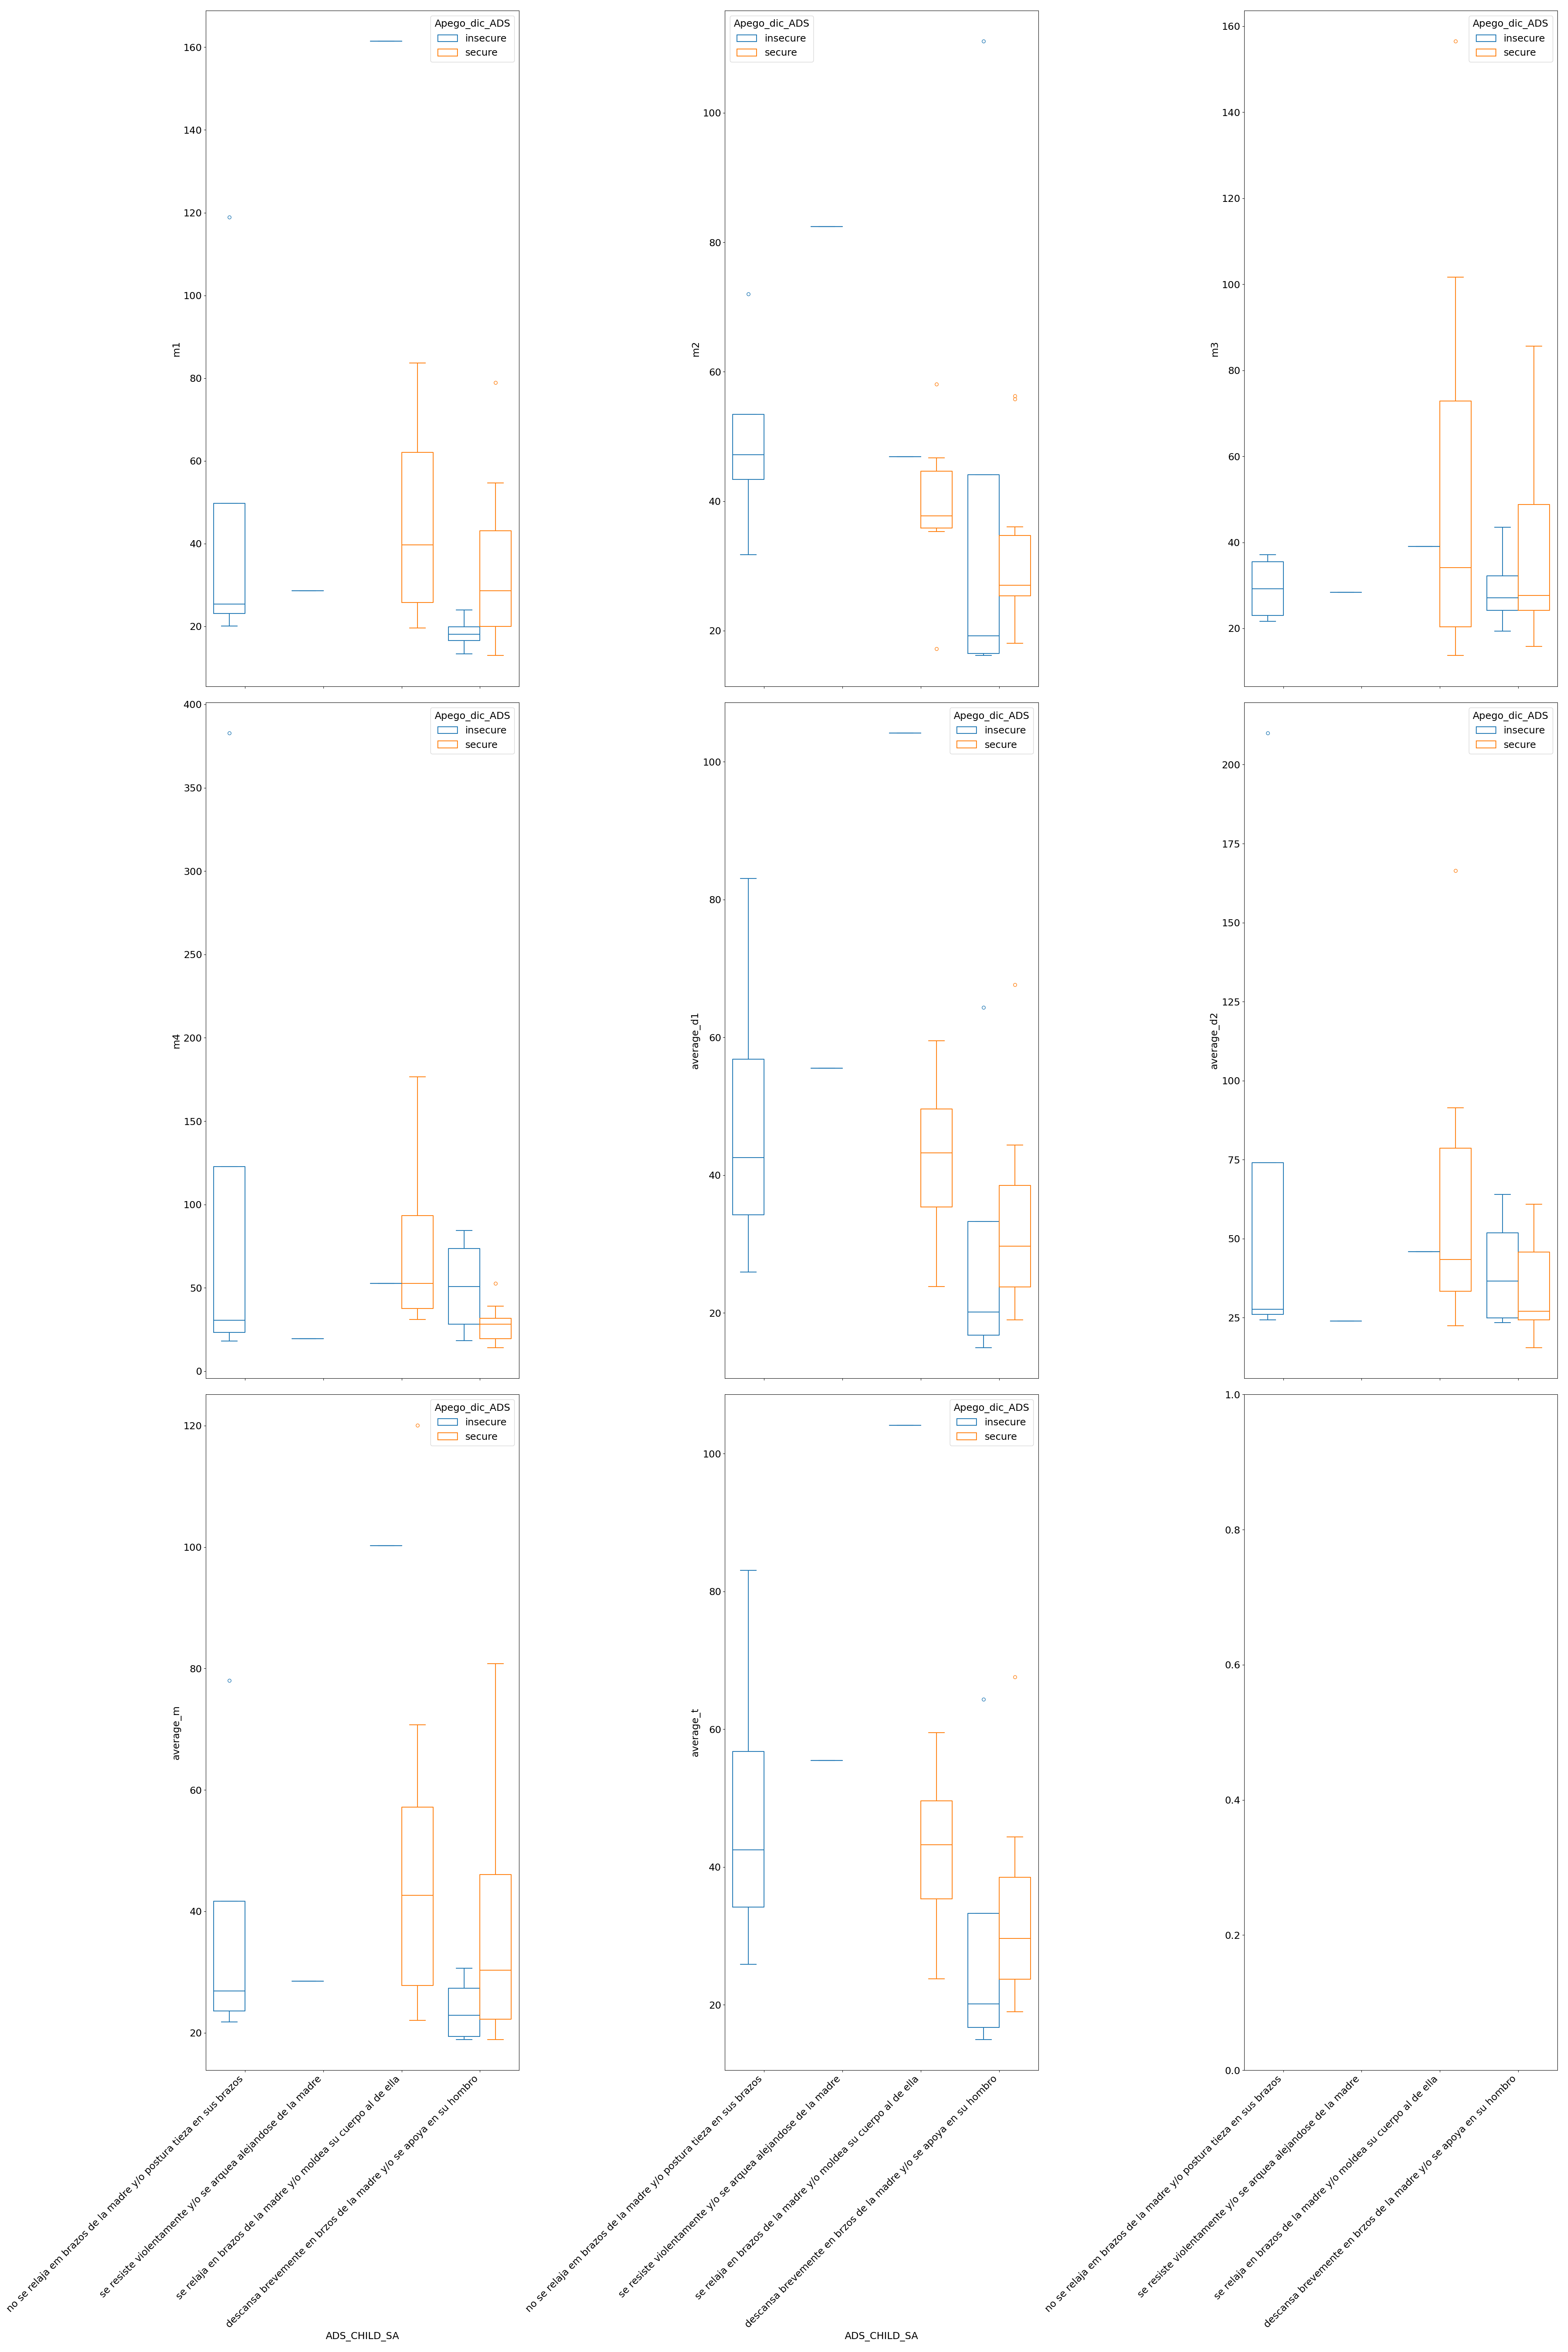 Apego_dic_ADS
insecure
secure
160
140
120
100
80
60
40
20
m1
Apego_dic_ADS
insecure
secure
100
80
60
40
20
m2
Apego_dic_ADS
insecure
secure
160
140
120
100
80
60
40
20
m3
Apego_dic_ADS
insecure
secure
400
350
300
250
200
150
100
50
0
m4
Apego_dic_ADS
insecure
secure
100
80
60
40
20
average_d1
Apego_dic_ADS
insecure
secure
200
175
150
125
100
75
50
25
average_d2
Apego_dic_ADS
insecure
secure
120
100
80
60
40
20
average_m
no se relaja em brazos de la madre y/o postura tieza en sus brazos
se resiste violentamente y/o se arquea alejandose de la madre
se relaja en brazos de la madre y/o moldea su cuerpo al de ella
descansa brevemente en brzos de la madre y/o se apoya en su hombro
ADS_CHILD_SA
Apego_dic_ADS
insecure
secure
100
80
60
40
20
average_t
no se relaja em brazos de la madre y/o postura tieza en sus brazos
se resiste violentamente y/o se arquea alejandose de la madre
se relaja en brazos de la madre y/o moldea su cuerpo al de ella
descansa brevemente en brzos de la madre y/o se apoya en su hombro
ADS_CHILD_SA
1.0
0.8
0.6
0.4
0.2
0.0
no se relaja em brazos de la madre y/o postura tieza en sus brazos
se resiste violentamente y/o se arquea alejandose de la madre
se relaja en brazos de la madre y/o moldea su cuerpo al de ella
descansa brevemente en brzos de la madre y/o se apoya en su hombro